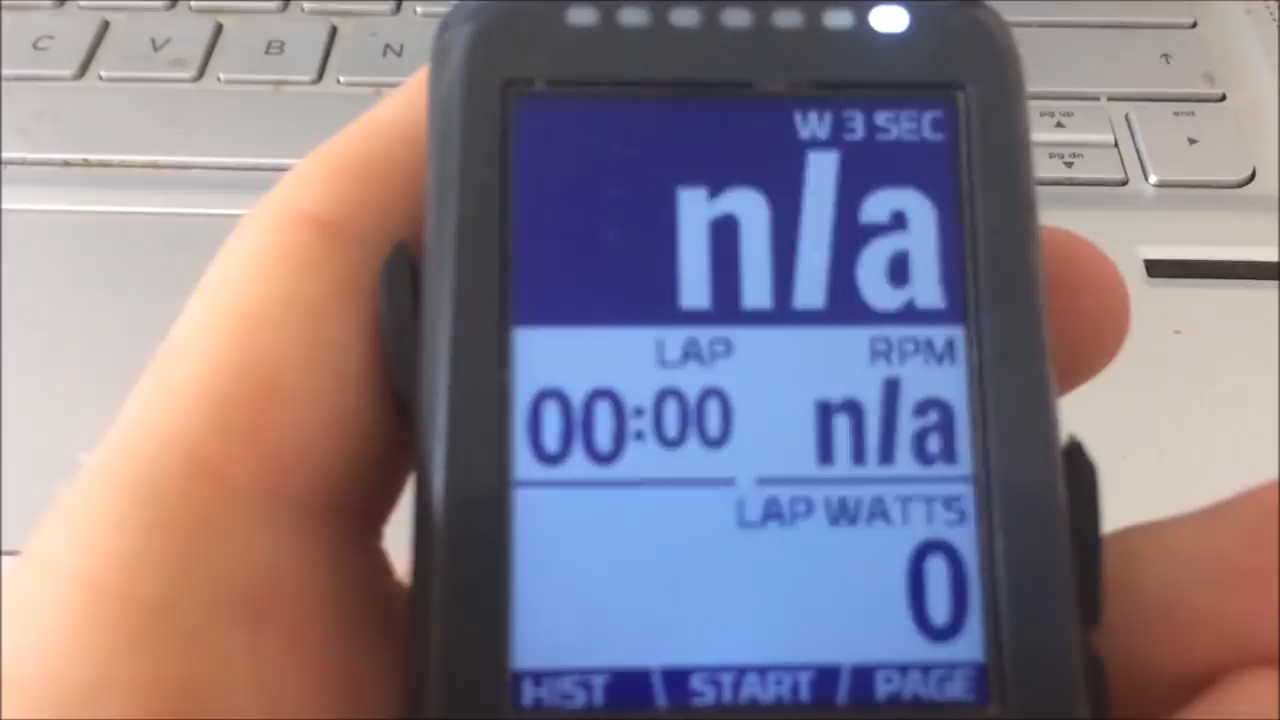 C V B N
↑
pg up
end
pg dn
W 3 SEC
n/a
LAP RPM
00:00 n/a
LAP WATTS
0
HIST \ START / PAGE